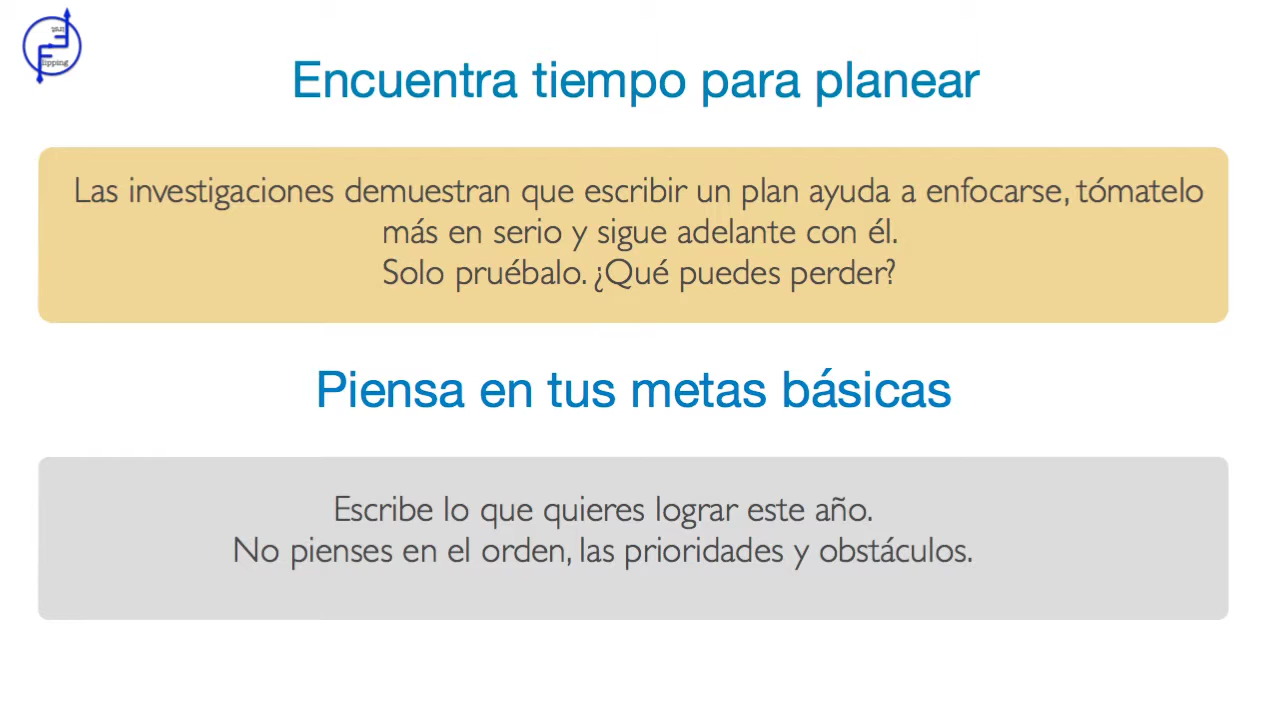 Encuentra tiempo para planear
Las investigaciones demuestran que escribir un plan ayuda a enfocarse, tómatelo
más en serio y sigue adelante con él.
Solo pruébalo. ¿Qué puedes perder?
Piensa en tus metas básicas
Escribe lo que quieres lograr este año.
No pienses en el orden, las prioridades y obstáculos.